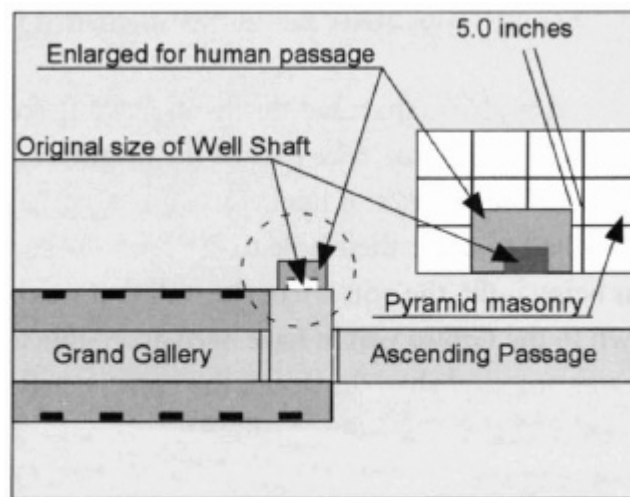 5.0 inches
Enlarged for human passage
Original size of Well Shaft
Pyramid masonry
Grand Gallery
Ascending Passage